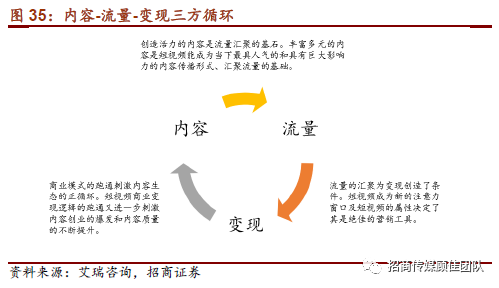 图 35：内容-流量-变现三方循环
创造活力的内容是流量汇聚的基石。丰富多元的内
容是短视频能成为当下最具人气的和具有巨大影响
力的内容传播形式、汇聚流量的基础。
内容
流量
商业模式的跑通刺激内容生
态的正循环。短视频商业变
现逻辑的跑通又进一步刺激
内容创业的爆发和内容质量
的不断提升。
流量的汇聚为变现创造了条
件。短视频成为新的注意力
窗口及短视频的属性决定了
其是绝佳的营销工具。
变现
资料来源：艾瑞咨询，招商证券
招商传媒顾佳团队